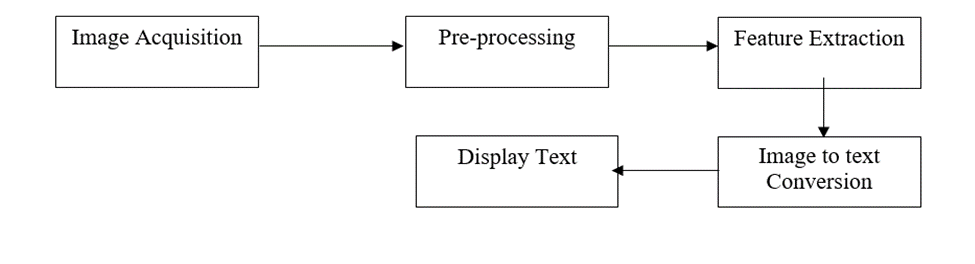 Image Acquisition
Pre-processing
Feature Extraction
Image to text
Conversion
Display Text